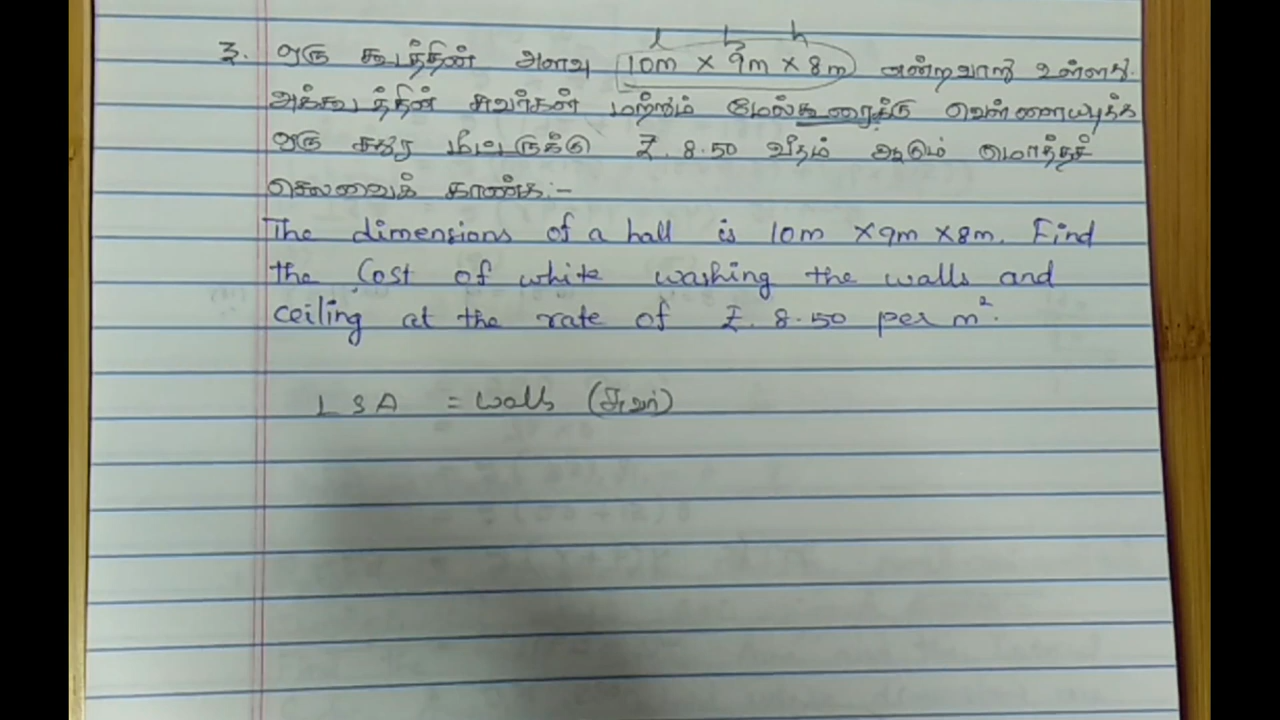 l b h
3. ஒரு கூடத்தின் அளவு 10m × 9m × 8m என்றவாறு உள்ளது.
அக்கூடத்தின் சுவர்கள் மற்றும் மேல்கூரைக்கு வெள்ளையடிக்க
ஒரு சதுர மீட்டருக்கு ₹. 8.50 வீதம் ஆகும் மொத்தச்
செலவைக் காண்க:-
The dimensions of a hall is 10m ×9m ×8m. Find
the Cost of white washing the walls and
ceiling at the rate of ₹. 8.50 per m².
LSA = walls (சுவர்)